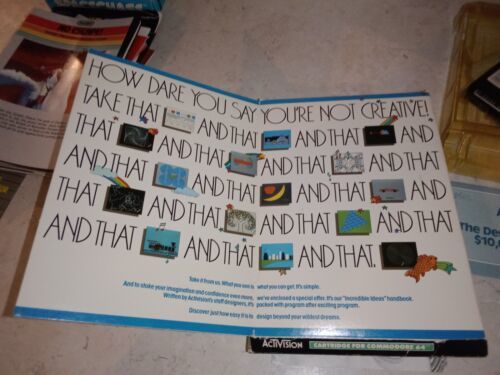 NO ESCAPE!
HOW DARE YOU SAY YOU'RE NOT CREATIVE!
TAKE THAT AND THAT AND THAT AND
THAT AND THAT AND THAT AND THAT
AND THAT AND THAT AND THAT AND
THAT AND THAT AND THAT AND THAT
AND THAT AND THAT AND THAT.
Take it from us. What you see is what you can get. It's simple.
And to stoke your imagination and confidence even more, we've enclosed a special offer. It's our "Incredible Ideas" handbook.
Written by Activision's staff designers, it's packed with program after exciting program.
Discover just how easy it is to design beyond your wildest dreams.
The De
$10,
ACTIVISION CARTRIDGE FOR COMMODORE 64